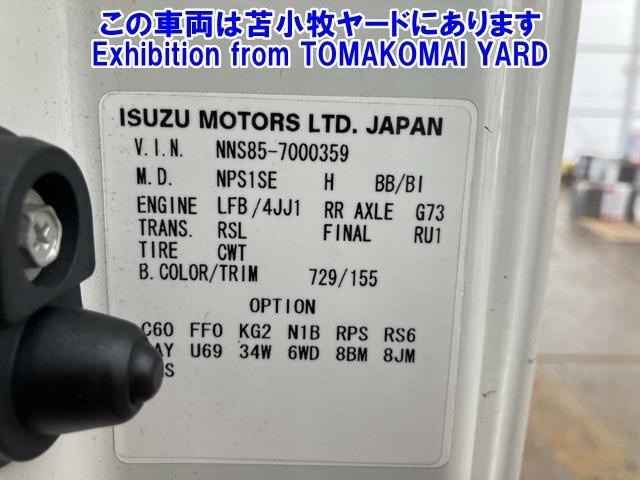 この車両は苫小牧ヤードにあります
Exhibition from TOMAKOMAI YARD
ISUZU MOTORS LTD. JAPAN
V.I.N. NNS85-7000359
M.D. NPS1SE H BB/BI
ENGINE LFB/4JJ1 RR AXLE G73
TRANS. RSL FINAL RU1
TIRE CWT
B.COLOR/TRIM 729/155
OPTION
C60 FF0 KG2 N1B RPS RS6
U69 34W 6WD 8BM 8JM